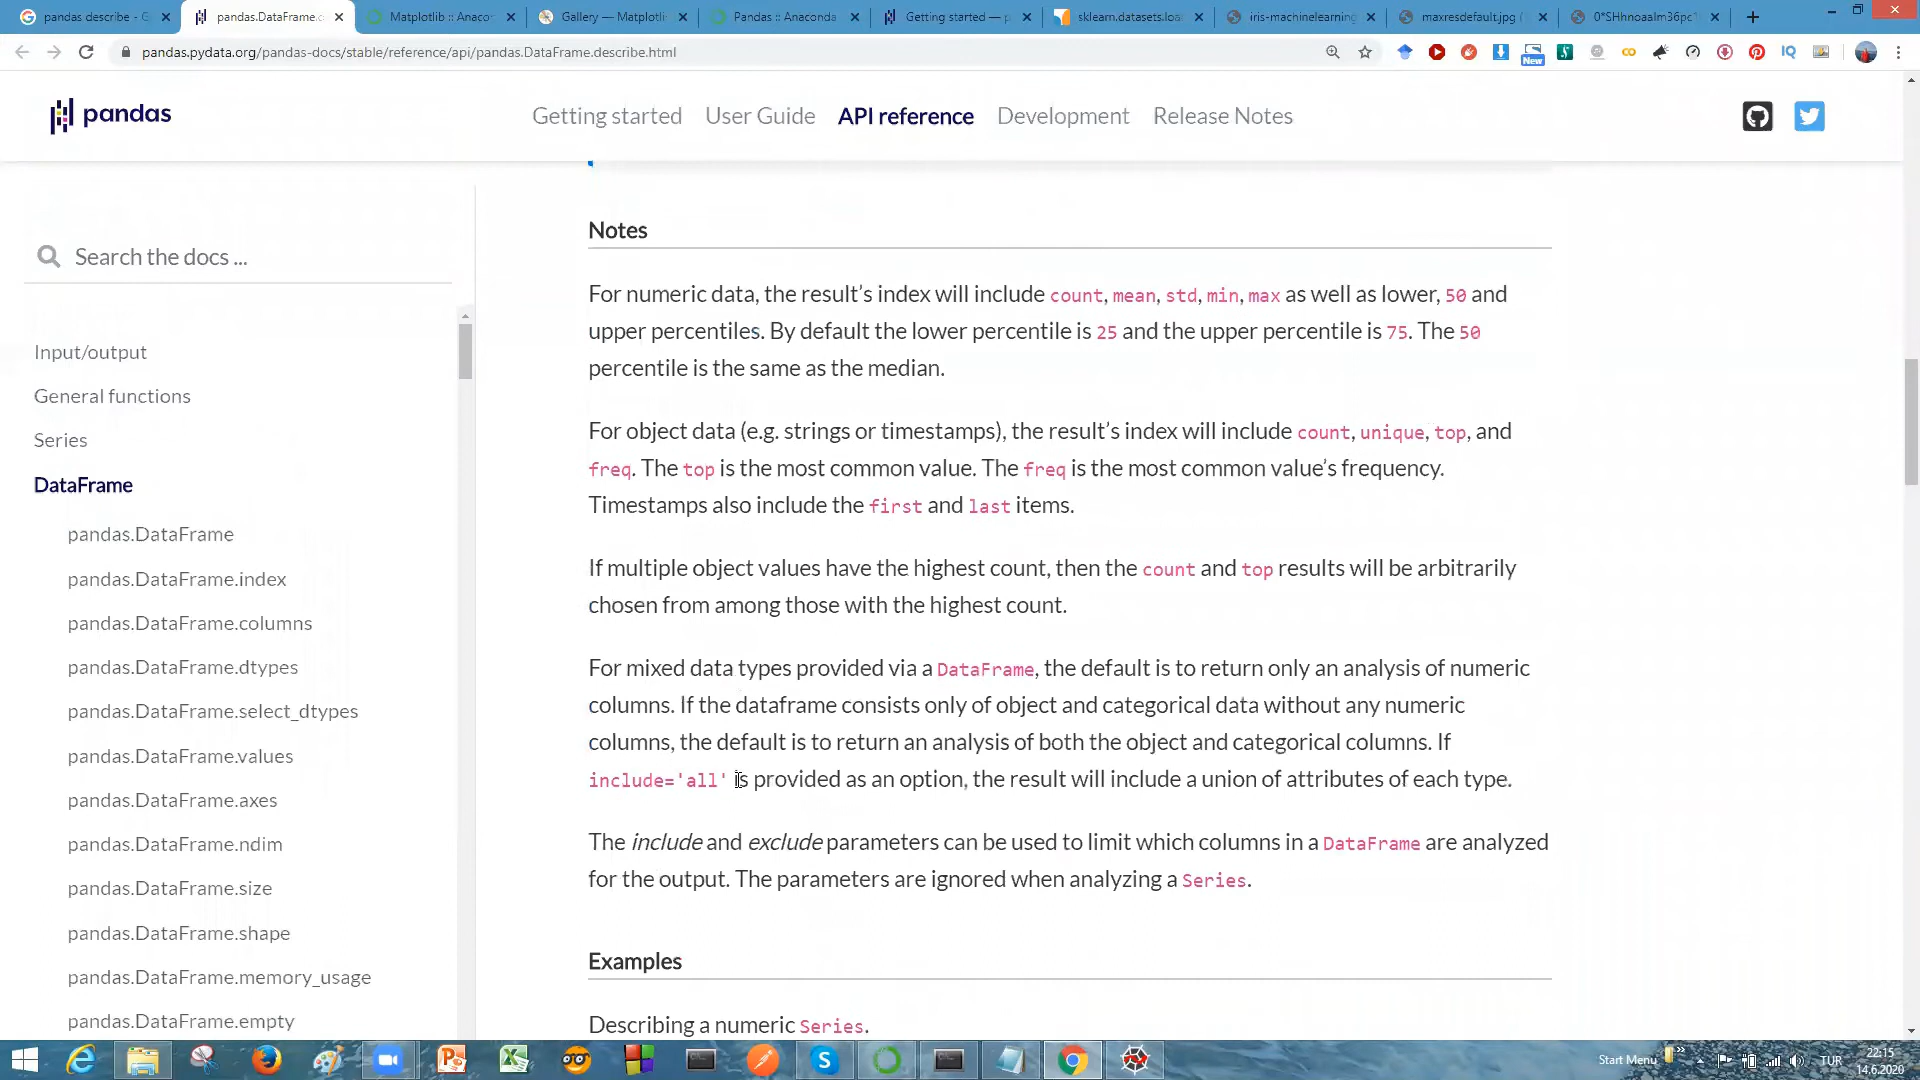 pandas describe - G
pandas.DataFrame.c
Matplotlib :: Anaco
Gallery — Matplotli
Pandas :: Anaconda
Getting started — p
sklearn.datasets.loa
iris-machinelearning
maxresdefault.jpg (
pandas.pydata.org/pandas-docs/stable/reference/api/pandas.DataFrame.describe.html
New
IQ
pandas
Getting started User Guide API reference Development Release Notes
Search the docs ...
Input/output
General functions
Series
DataFrame
pandas.DataFrame
pandas.DataFrame.index
pandas.DataFrame.columns
pandas.DataFrame.dtypes
pandas.DataFrame.select_dtypes
pandas.DataFrame.values
pandas.DataFrame.axes
pandas.DataFrame.ndim
pandas.DataFrame.size
pandas.DataFrame.shape
pandas.DataFrame.memory_usage
pandas.DataFrame.empty
Notes
For numeric data, the result’s index will include count, mean, std, min, max as well as lower, 50 and
upper percentiles. By default the lower percentile is 25 and the upper percentile is 75. The 50
percentile is the same as the median.
For object data (e.g. strings or timestamps), the result’s index will include count, unique, top, and
freq. The top is the most common value. The freq is the most common value’s frequency.
Timestamps also include the first and last items.
If multiple object values have the highest count, then the count and top results will be arbitrarily
chosen from among those with the highest count.
For mixed data types provided via a DataFrame, the default is to return only an analysis of numeric
columns. If the dataframe consists only of object and categorical data without any numeric
columns, the default is to return an analysis of both the object and categorical columns. If
include='all' is provided as an option, the result will include a union of attributes of each type.
The include and exclude parameters can be used to limit which columns in a DataFrame are analyzed
for the output. The parameters are ignored when analyzing a Series.
Examples
Describing a numeric Series.
Start Menu
TUR
22:15
14.6.2020